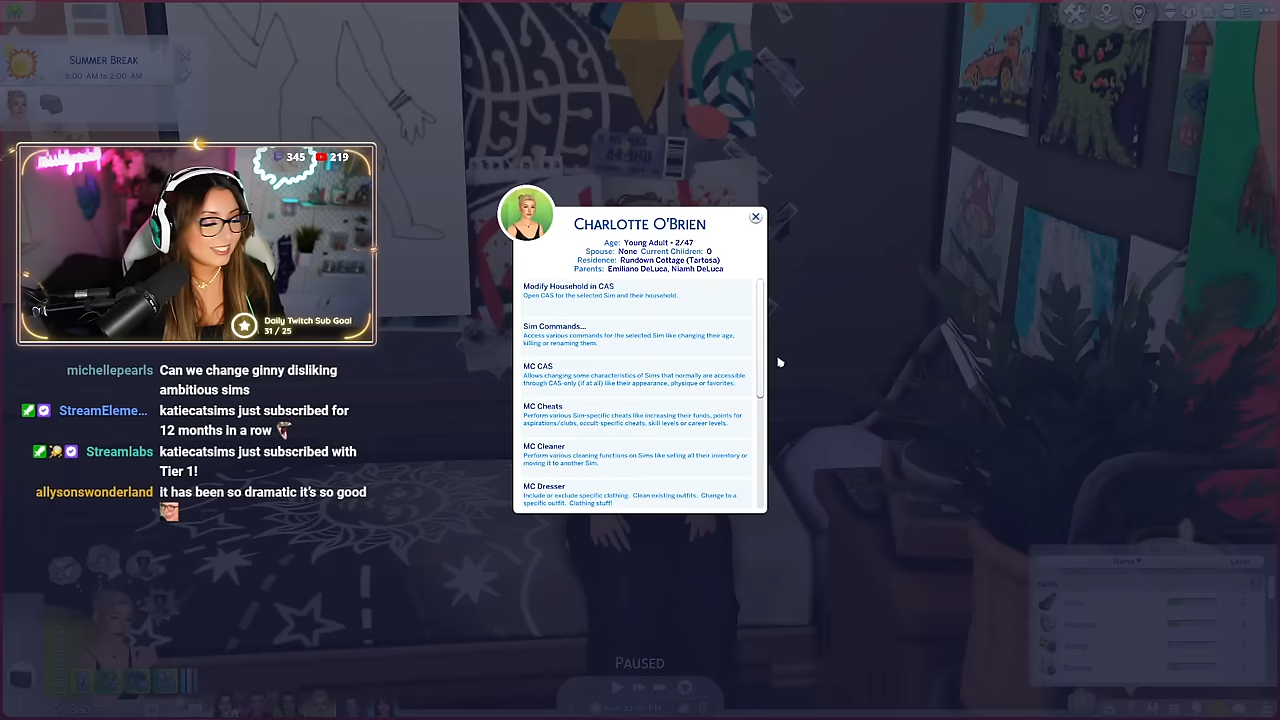 SUMMER BREAK
6:00 AM to 2:00 AM
345 219
Daily Twitch Sub Goal
31 / 25
michellepearls Can we change ginny disliking
ambitious sims
StreamEleme... katiecatsims just subscribed for
12 months in a row
Streamlabs katiecatsims just subscribed with
Tier 1!
allysonswonderland It has been so dramatic it's so good
CHARLOTTE O'BRIEN
Age: Young Adult - 2/47
Spouse: None Current Children: 0
Residence: Rundown Cottage (Tartosa)
Parents: Emiliano DeLuca, Niamh DeLuca
Modify Household in CAS
Open CAS for the selected Sim and their household.
Sim Commands...
Access various commands for the selected Sim like changing their age,
killing or renaming them.
MC CAS
Allows changing some characteristics of Sims that normally are accessible
through CAS-only (if at all) like their appearance, physique or favorites.
MC Cheats
Perform various Sim-specific cheats like increasing their funds, points for
aspirations/clubs, occult-specific cheats, skill levels or career levels.
MC Cleaner
Perform various cleaning functions on Sims like selling all their inventory or
moving it to another Sim.
MC Dresser
Include or exclude specific clothing. Clean existing outfits. Change to a
specific outfit. Clothing stuff!
Name
Level
Skills
PAUSED